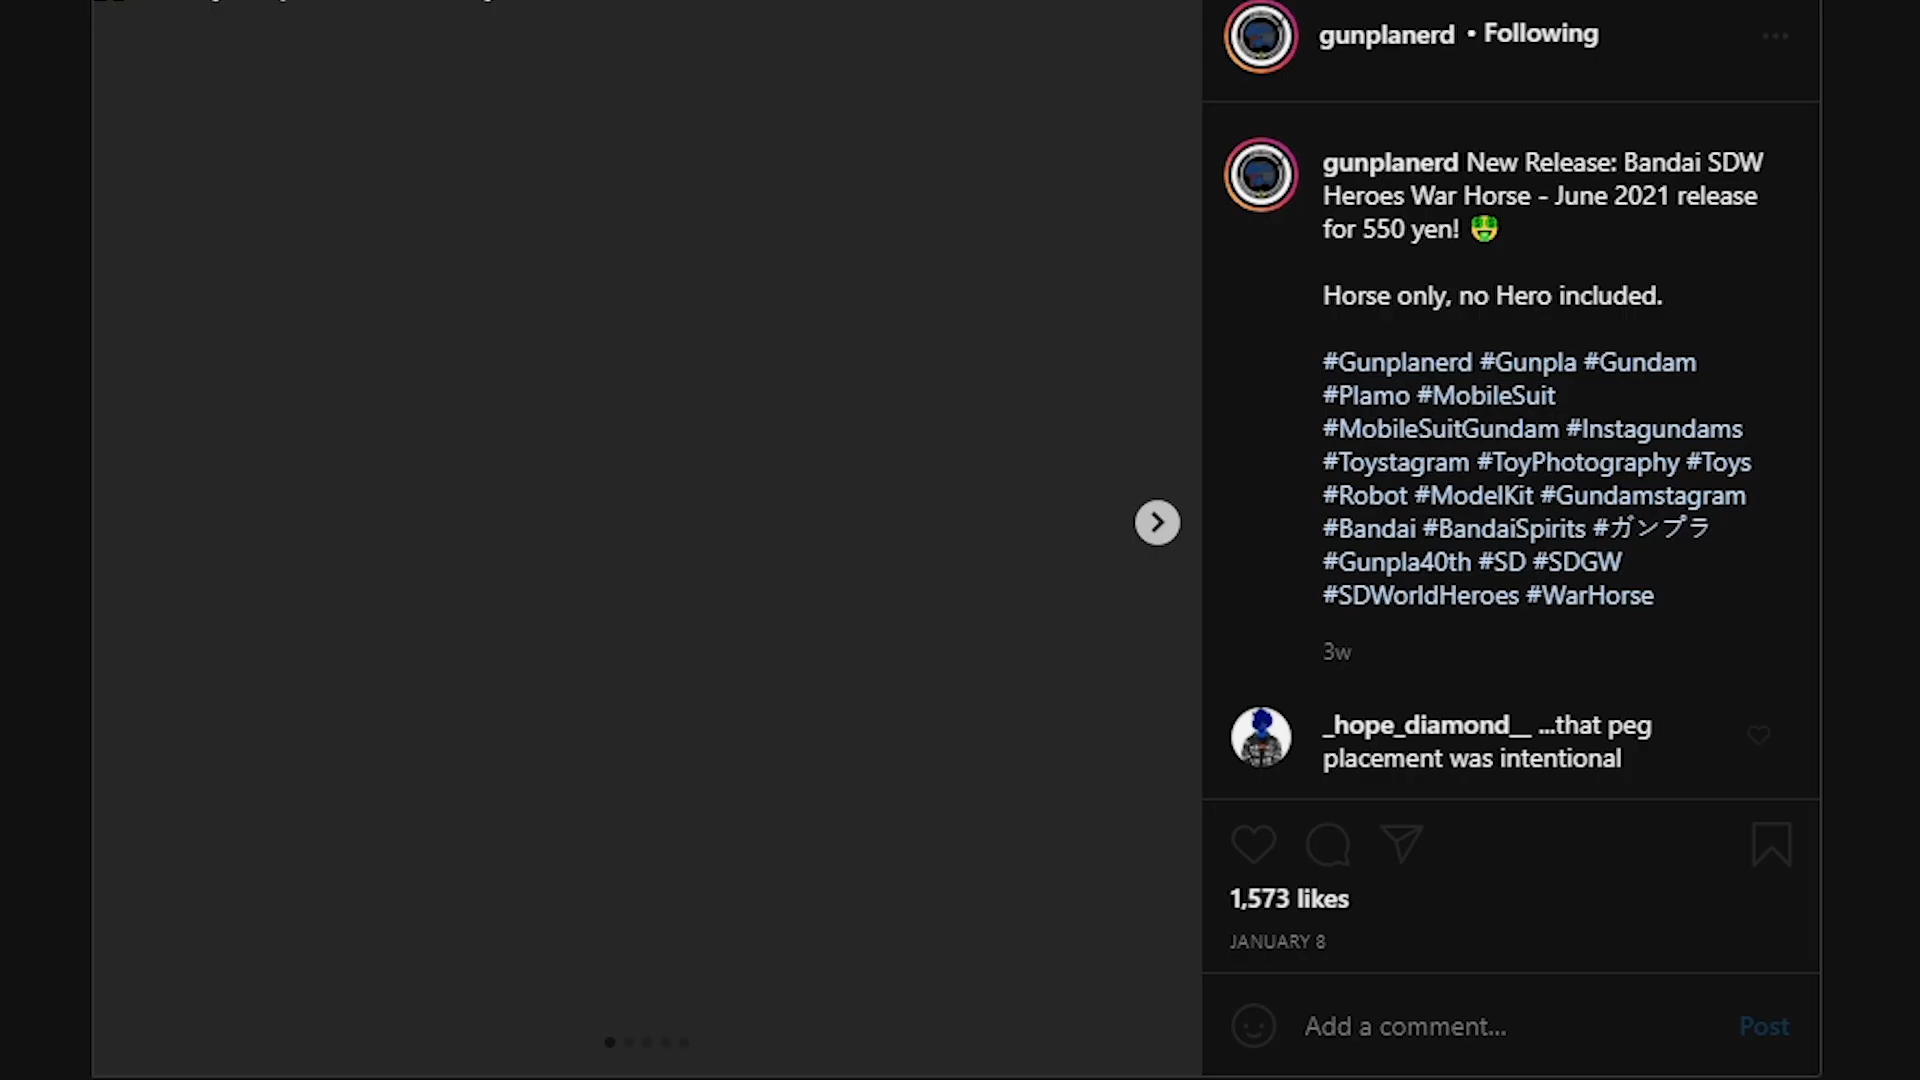 gunplanerd • Following
gunplanerd New Release: Bandai SDW
Heroes War Horse - June 2021 release
for 550 yen! 🤑
Horse only, no Hero included.
#Gunplanerd #Gunpla #Gundam
#Plamo #MobileSuit
#MobileSuitGundam #Instagundams
#Toystagram #ToyPhotography #Toys
#Robot #ModelKit #Gundamstagram
#Bandai #BandaiSpirits #ガンプラ
#Gunpla40th #SD #SDGW
#SDWorldHeroes #WarHorse
3w
_hope_diamond__ ...that peg
placement was intentional
1,573 likes
JANUARY 8
Add a comment...
Post